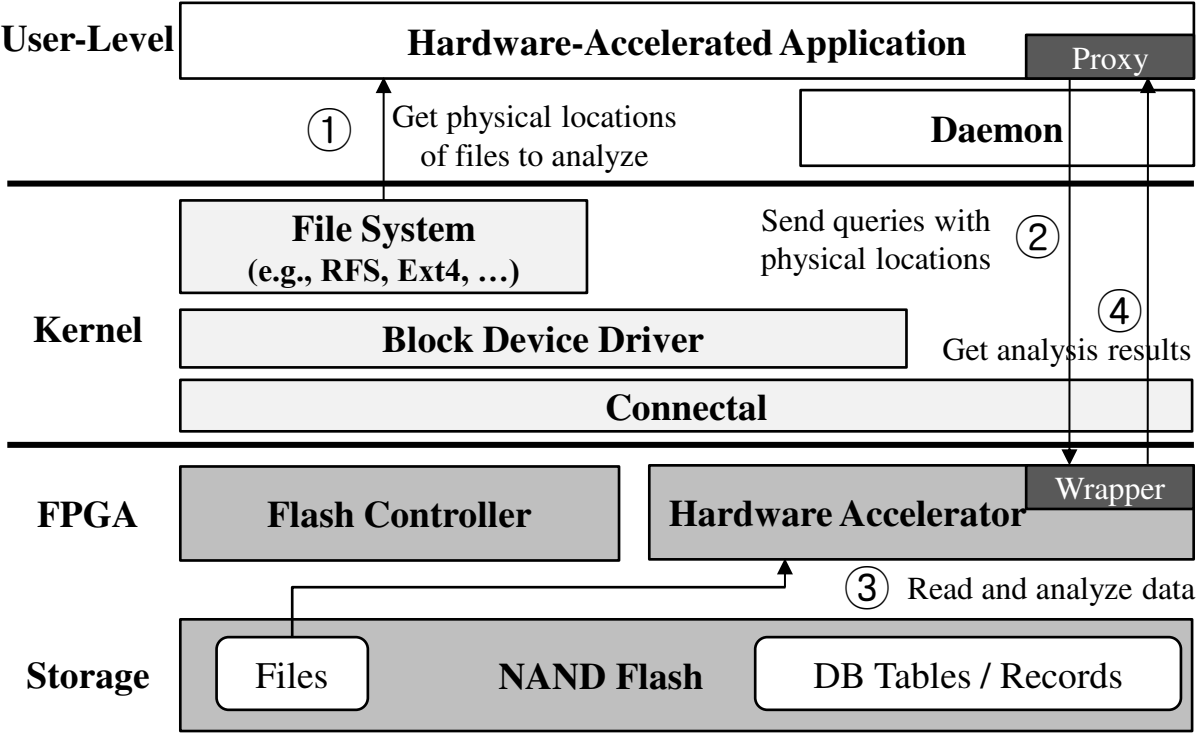 User-Level
Hardware-Accelerated Application
Proxy
①
Get physical locations
of files to analyze
Daemon
File System
(e.g., RFS, Ext4, …)
Send queries with
physical locations
②
Kernel
Block Device Driver
④
Get analysis results
Connectal
FPGA
Flash Controller
Hardware Accelerator
Wrapper
③ Read and analyze data
Storage
Files
NAND Flash
DB Tables / Records